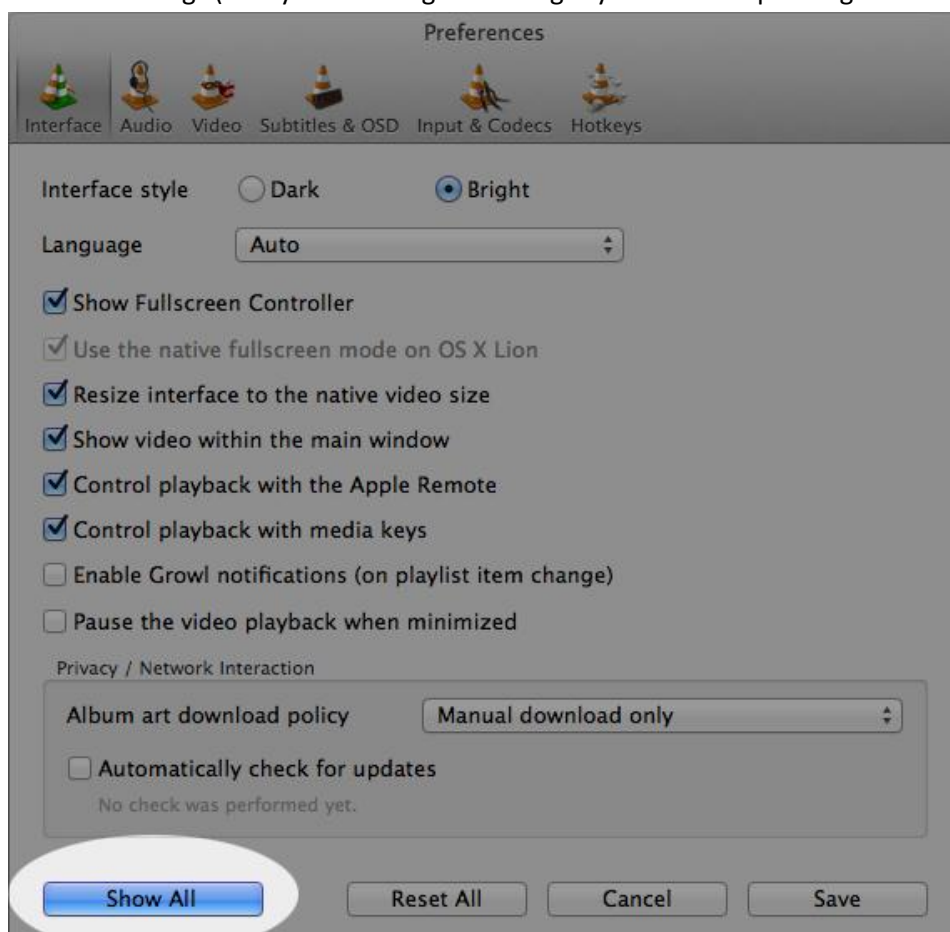 Preferences
Interface Audio Video Subtitles & OSD Input & Codecs Hotkeys
Interface style Dark Bright
Language Auto
Show Fullscreen Controller
Use the native fullscreen mode on OS X Lion
Resize interface to the native video size
Show video within the main window
Control playback with the Apple Remote
Control playback with media keys
Enable Growl notifications (on playlist item change)
Pause the video playback when minimized
Privacy / Network Interaction
Album art download policy Manual download only
Automatically check for updates
No check was performed yet.
Show All Reset All Cancel Save